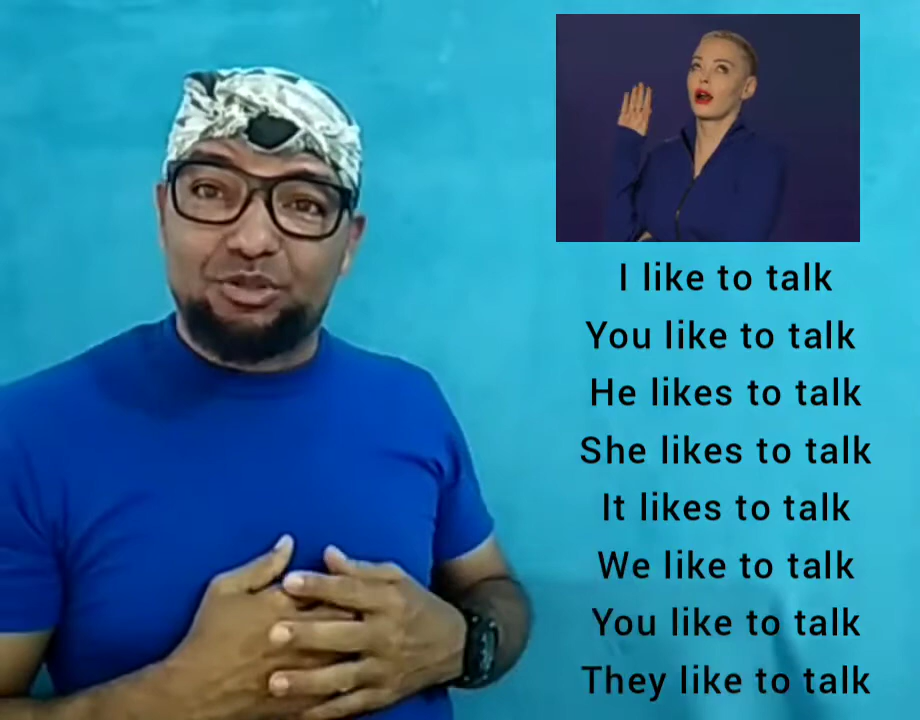 I like to talk
You like to talk
He likes to talk
She likes to talk
It likes to talk
We like to talk
You like to talk
They like to talk